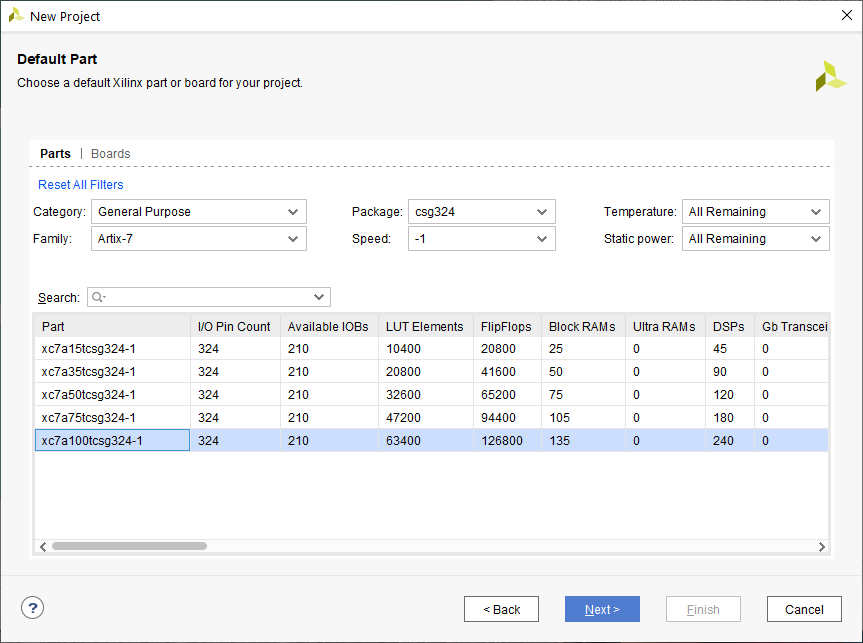 New Project
Default Part
Choose a default Xilinx part or board for your project.
Parts | Boards
Reset All Filters
Category: General Purpose Package: csg324 Temperature: All Remaining
Family: Artix-7 Speed: -1 Static power: All Remaining
Search:
Part I/O Pin Count Available IOBs LUT Elements FlipFlops Block RAMs Ultra RAMs DSPs Gb Transcei
xc7a15tcsg324-1 324 210 10400 20800 25 0 45 0
xc7a35tcsg324-1 324 210 20800 41600 50 0 90 0
xc7a50tcsg324-1 324 210 32600 65200 75 0 120 0
xc7a75tcsg324-1 324 210 47200 94400 105 0 180 0
xc7a100tcsg324-1 324 210 63400 126800 135 0 240 0
? < Back Next > Finish Cancel